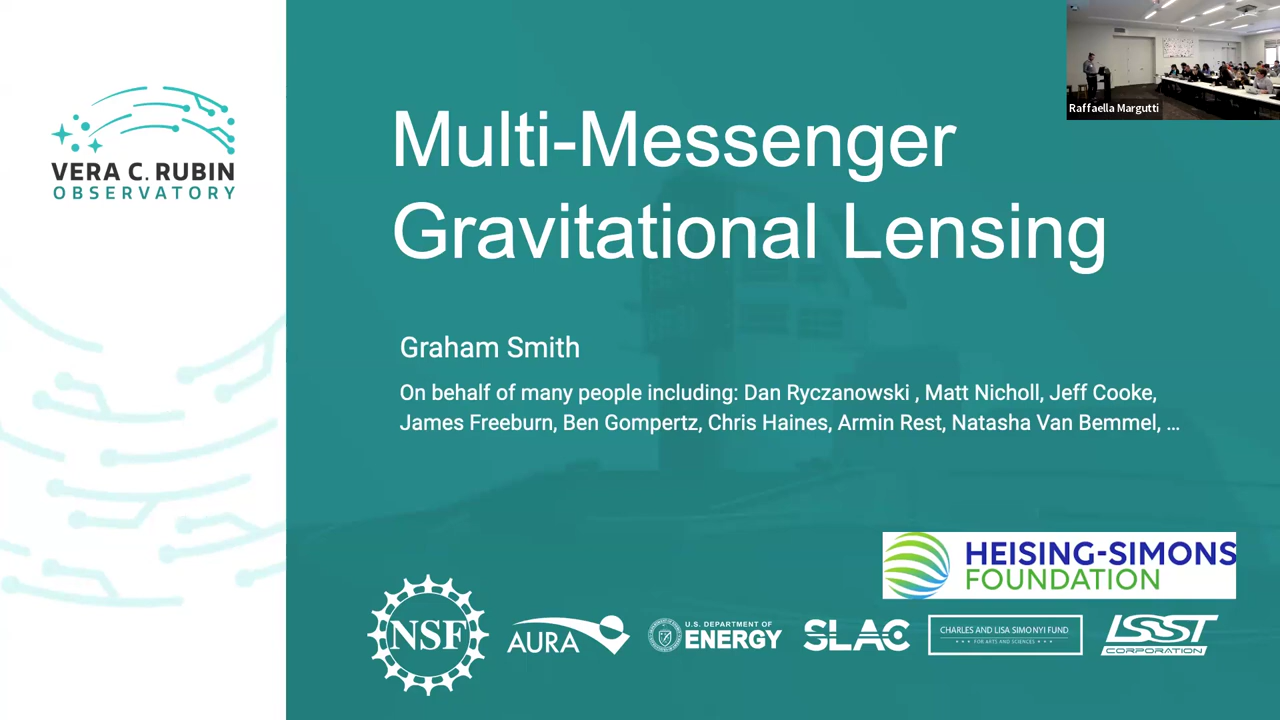 Raffaella Margutti
VERA C. RUBIN
OBSERVATORY
Multi-Messenger
Gravitational Lensing
Graham Smith
On behalf of many people including: Dan Ryczanowski , Matt Nicholl, Jeff Cooke,
James Freeburn, Ben Gompertz, Chris Haines, Armin Rest, Natasha Van Bemmel, ...
HEISING-SIMONS
FOUNDATION
NSF
AURA
U.S. DEPARTMENT OF
ENERGY
SLAC
CHARLES AND LISA SIMONYI FUND
FOR ARTS AND SCIENCES
LSST
CORPORATION